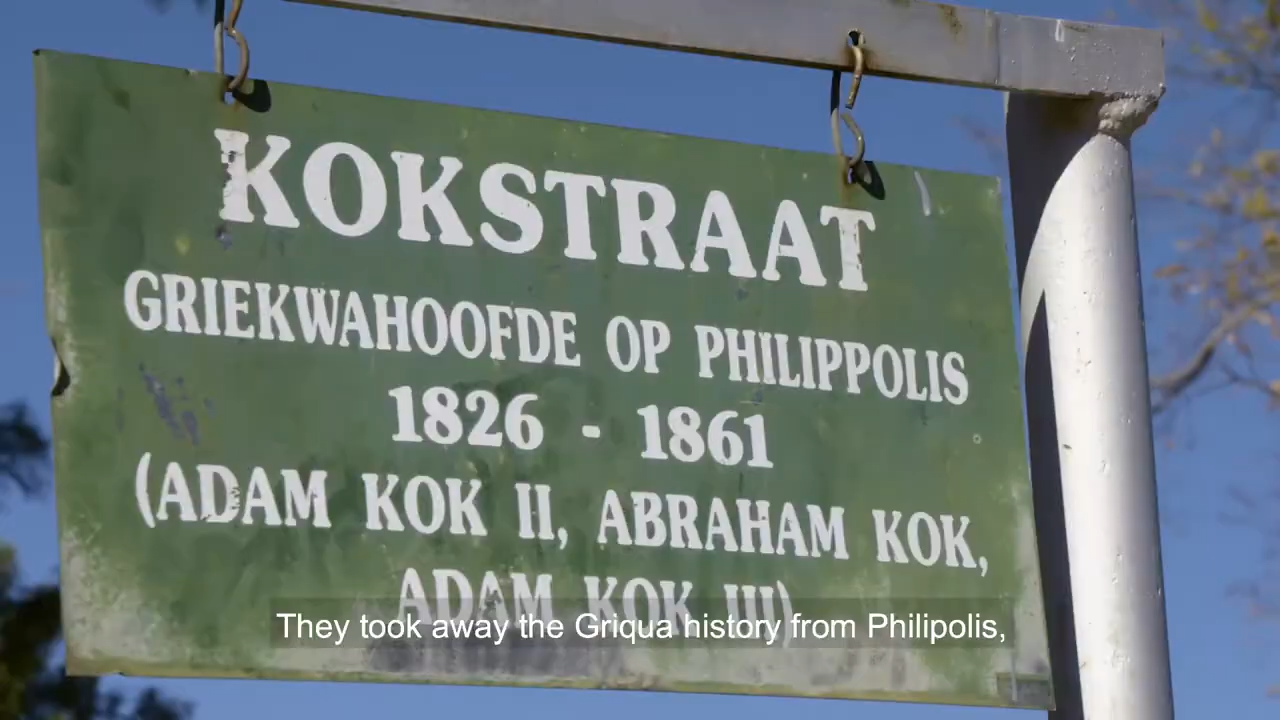 KOKSTRAAT
GRIEKWAHOOFDE OP PHILIPPOLIS
1826 - 1861
(ADAM KOK II, ABRAHAM KOK,
ADAM KOK III)
They took away the Griqua history from Philipolis,